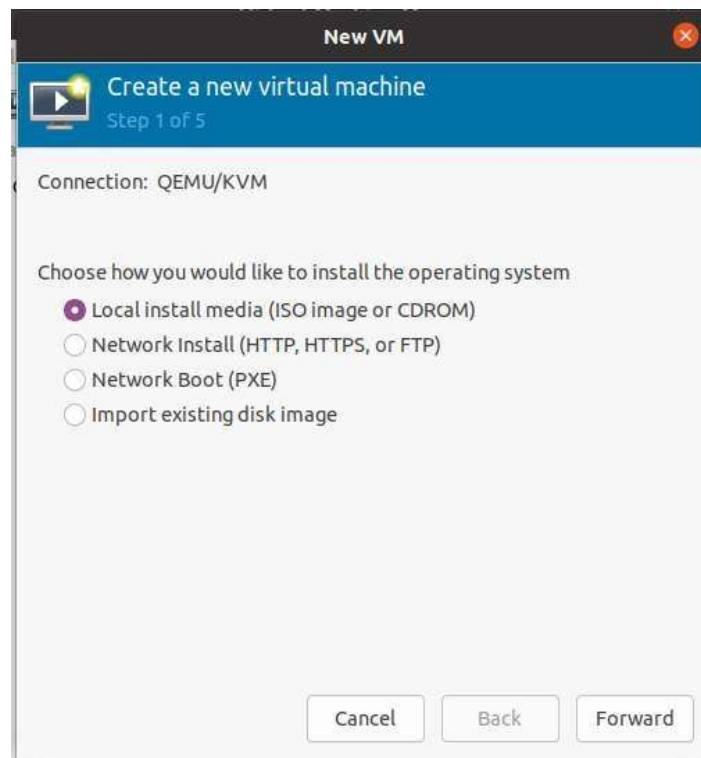 New VM
Create a new virtual machine
Step 1 of 5
Connection: QEMU/KVM
Choose how you would like to install the operating system
Local install media (ISO image or CDROM)
Network Install (HTTP, HTTPS, or FTP)
Network Boot (PXE)
Import existing disk image
Cancel Back Forward